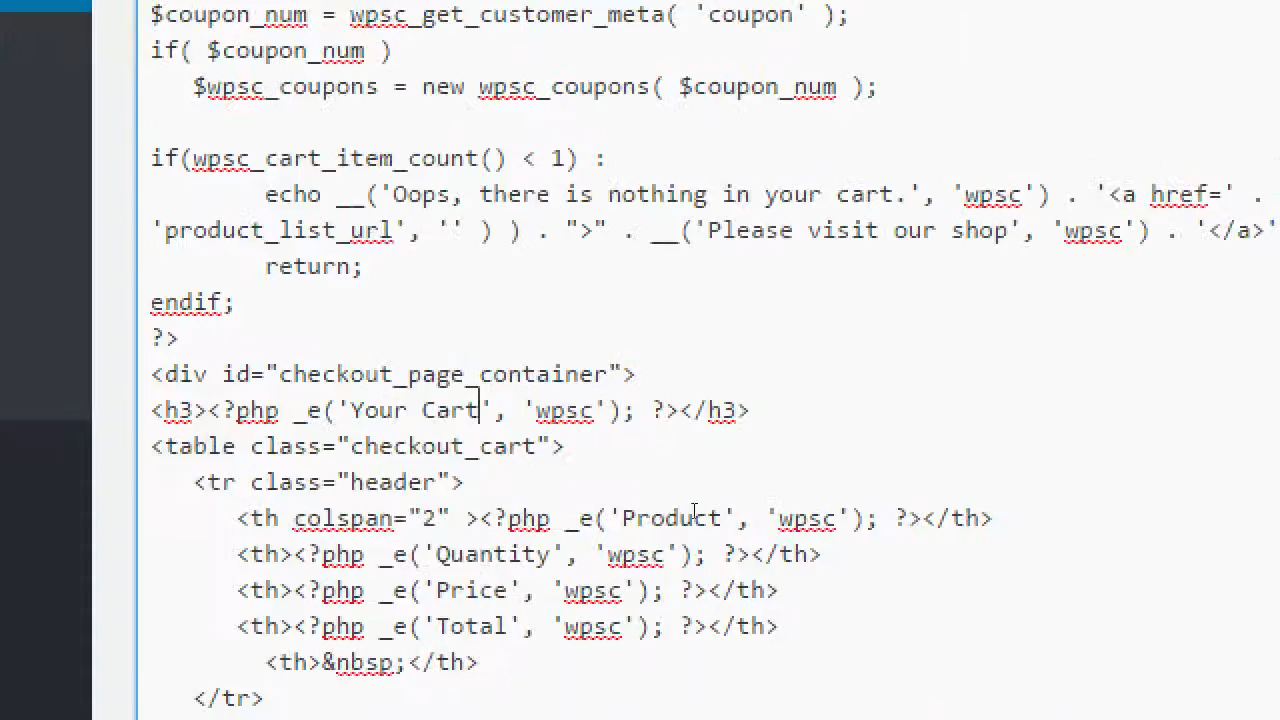 $coupon_num = wpsc_get_customer_meta( 'coupon' );
if( $coupon_num )
$wpsc_coupons = new wpsc_coupons( $coupon_num );
if(wpsc_cart_item_count() < 1) :
echo __('Oops, there is nothing in your cart.', 'wpsc') . '<a href=' .
'product_list_url', '' ) ) . ">" . __('Please visit our shop', 'wpsc') . '</a>'
return;
endif;
?>
<div id="checkout_page_container">
<h3><?php _e('Your Cart', 'wpsc'); ?></h3>
<table class="checkout_cart">
<tr class="header">
<th colspan="2" ><?php _e('Product', 'wpsc'); ?></th>
<th><?php _e('Quantity', 'wpsc'); ?></th>
<th><?php _e('Price', 'wpsc'); ?></th>
<th><?php _e('Total', 'wpsc'); ?></th>
<th>&nbsp;</th>
</tr>